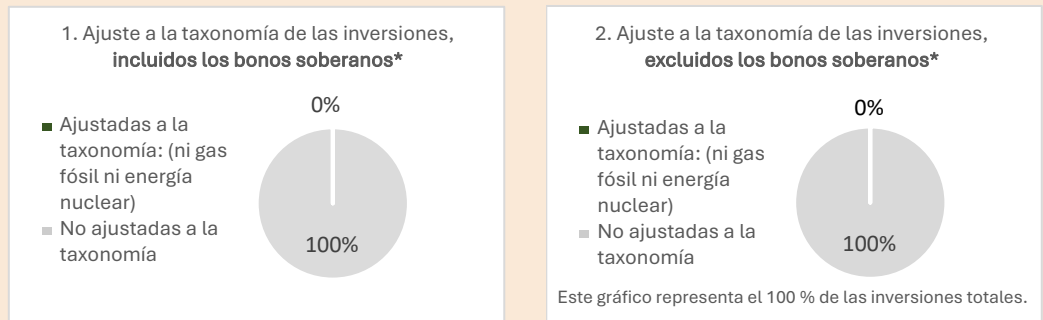 1. Ajuste a la taxonomía de las inversiones,
incluidos los bonos soberanos*
0%
Ajustadas a la
taxonomía: (ni gas
fósil ni energía
nuclear)
No ajustadas a la
taxonomía
100%
2. Ajuste a la taxonomía de las inversiones,
excluidos los bonos soberanos*
0%
Ajustadas a la
taxonomía: (ni gas
fósil ni energía
nuclear)
No ajustadas a la
taxonomía
100%
Este gráfico representa el 100 % de las inversiones totales.